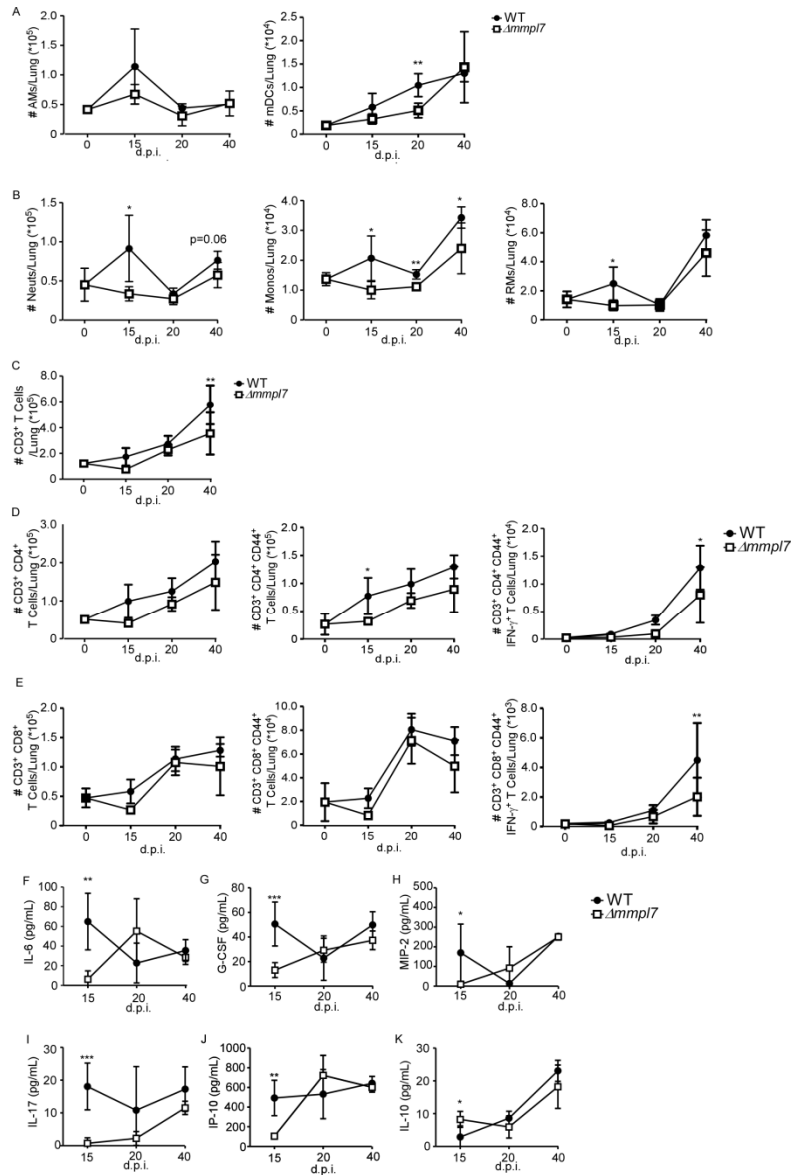 A
# AMs/Lung (*10⁵)
2.0
1.5
1.0
0.5
0
0 15 20 40
d.p.i.
# mDCs/Lung (*10⁴)
2.5
2.0
1.5
1.0
0.5
0
**
0 15 20 40
d.p.i.
WT
Δmmpl7
B
# Neuts/Lung (*10⁵)
1.5
1.0
0.5
0
*
p=0.06
0 15 20 40
d.p.i.
# Monos/Lung (*10⁴)
4.0
3.0
2.0
1.0
0
*
**
*
0 15 20 40
d.p.i.
# RMs/Lung (*10⁴)
8.0
6.0
4.0
2.0
0
*
0 15 20 40
d.p.i.
C
# CD3⁺ T Cells
/Lung (*10⁵)
8.0
6.0
4.0
2.0
0
**
0 15 20 40
d.p.i.
WT
Δmmpl7
D
# CD3⁺ CD4⁺
T Cells/Lung (*10⁵)
3.0
2.0
1.0
0
0 15 20 40
d.p.i.
# CD3⁺ CD4⁺ CD44⁺
T Cells/Lung (*10⁵)
2.0
1.5
1.0
0.5
0
*
0 15 20 40
d.p.i.
# CD3⁺ CD4⁺ CD44⁺
IFN-γ⁺ T Cells/Lung (*10⁴)
2.0
1.5
1.0
0.5
0
*
0 15 20 40
d.p.i.
WT
Δmmpl7
E
# CD3⁺ CD8⁺
T Cells/Lung (*10⁵)
2.0
1.5
1.0
0.5
0
0 15 20 40
d.p.i.
# CD3⁺ CD8⁺ CD44⁺
T Cells/Lung (*10⁴)
10.0
8.0
6.0
4.0
2.0
0
0 15 20 40
d.p.i.
# CD3⁺ CD8⁺ CD44⁺
IFN-γ⁺ T Cells/Lung (*10³)
8.0
6.0
4.0
2.0
0
**
0 15 20 40
d.p.i.
F
IL-6 (pg/mL)
100
80
60
40
20
0
**
15 20 40
d.p.i.
G
G-CSF (pg/mL)
80
60
40
20
0
***
15 20 40
d.p.i.
H
MIP-2 (pg/mL)
500
400
300
200
100
0
*
15 20 40
d.p.i.
WT
Δmmpl7
I
IL-17 (pg/mL)
30
20
10
0
***
15 20 40
d.p.i.
J
IP-10 (pg/mL)
1000
800
600
400
200
0
**
15 20 40
d.p.i.
K
IL-10 (pg/mL)
30
20
10
0
*
15 20 40
d.p.i.